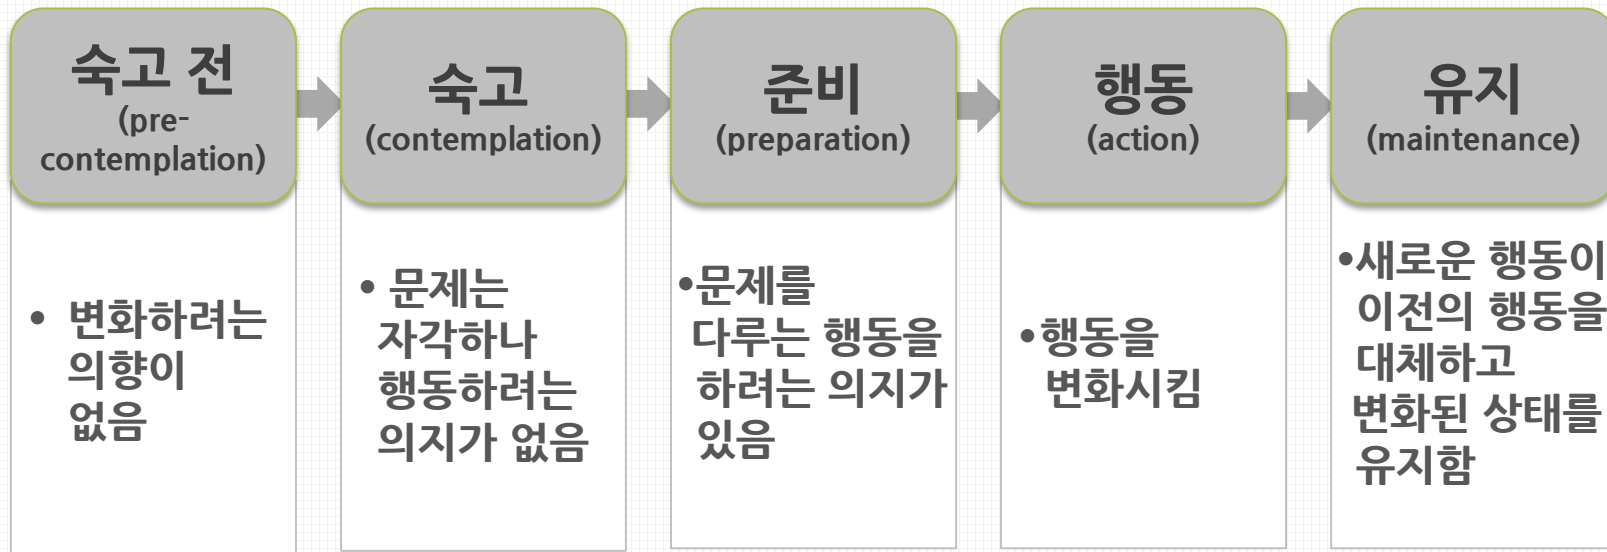 숙고 전
(pre-
contemplation)
• 변화하려는
의향이
없음
숙고
(contemplation)
• 문제는
자각하나
행동하려는
의지가 없음
준비
(preparation)
•문제를
다루는 행동을
하려는 의지가
있음
행동
(action)
•행동을
변화시킴
유지
(maintenance)
•새로운 행동이
이전의 행동을
대체하고
변화된 상태를
유지함